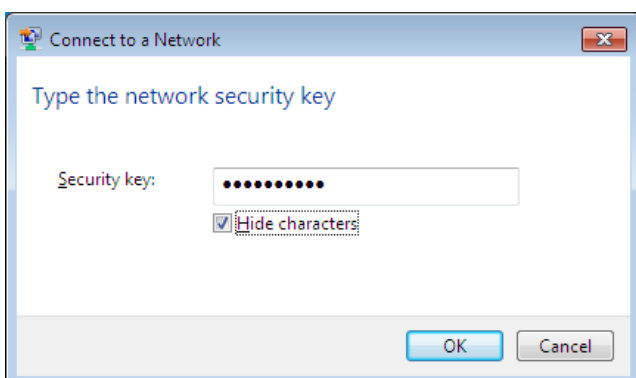 Connect to a Network
Type the network security key
Security key: ●●●●●●●●●●
Hide characters
OK Cancel